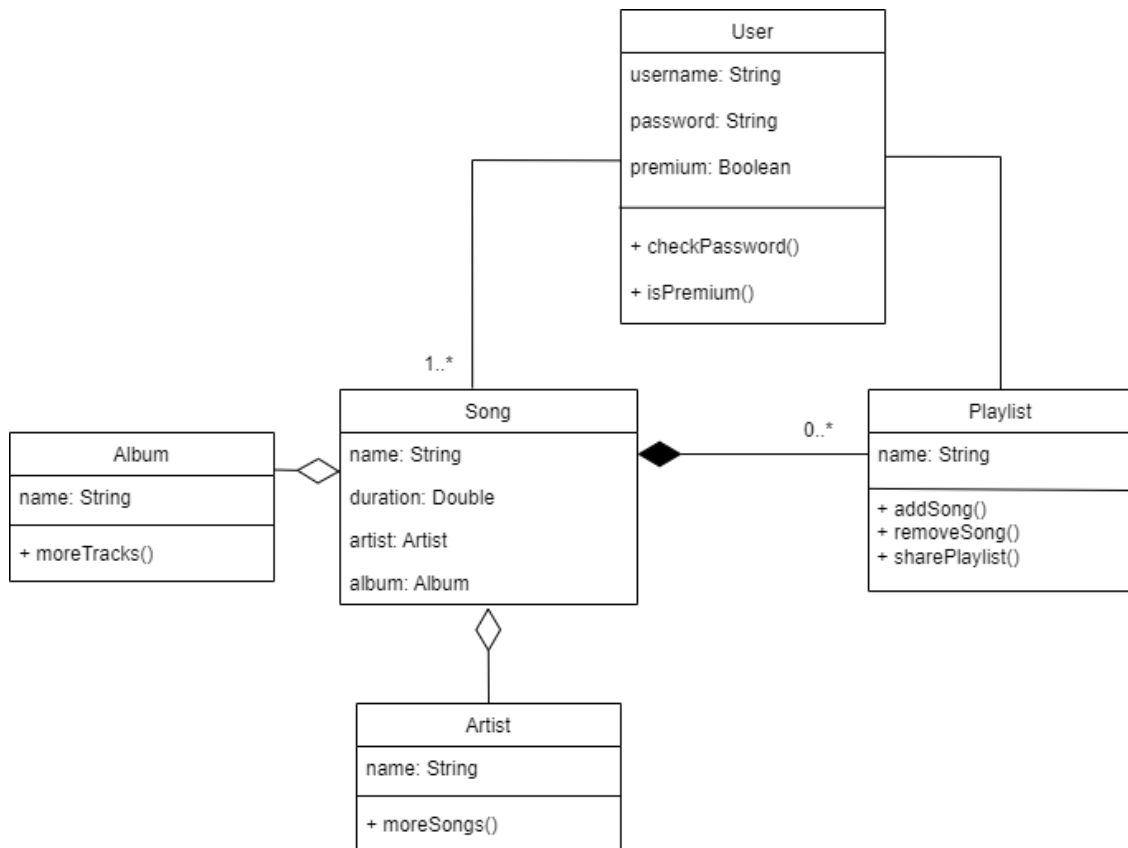 User
username: String
password: String
premium: Boolean
+ checkPassword()
+ isPremium()
1..*
Song
name: String
duration: Double
artist: Artist
album: Album
0..*
Playlist
name: String
+ addSong()
+ removeSong()
+ sharePlaylist()
Album
name: String
+ moreTracks()
Artist
name: String
+ moreSongs()